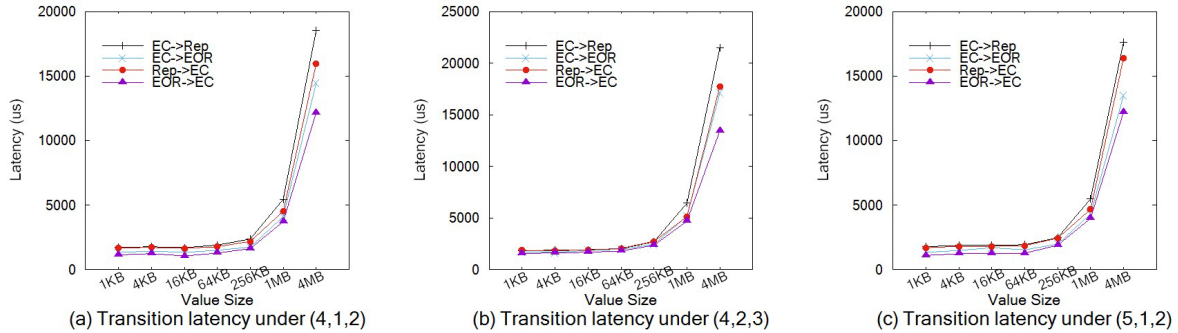 20000
15000
10000
5000
0
Latency (us)
EC->Rep
EC->EOR
Rep->EC
EOR->EC
1KB 4KB 16KB 64KB 256KB 1MB 4MB
Value Size
(a) Transition latency under (4,1,2)
25000
20000
15000
10000
5000
0
Latency (us)
EC->Rep
EC->EOR
Rep->EC
EOR->EC
1KB 4KB 16KB 64KB 256KB 1MB 4MB
Value Size
(b) Transition latency under (4,2,3)
20000
15000
10000
5000
0
Latency (us)
EC->Rep
EC->EOR
Rep->EC
EOR->EC
1KB 4KB 16KB 64KB 256KB 1MB 4MB
Value Size
(c) Transition latency under (5,1,2)